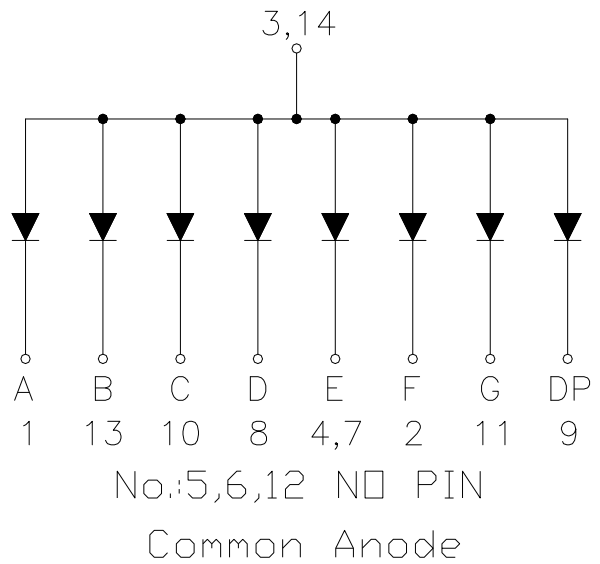 3,14
A B C D E F G DP
1 13 10 8 4,7 2 11 9
No.:5,6,12 NO PIN
Common Anode